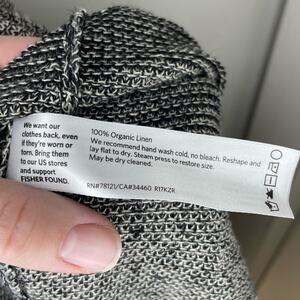 We want our
clothes back, even
if they're worn or
torn. Bring them
to our US stores
and support
FISHER FOUND.
100% Organic Linen
We recommend hand wash cold, no bleach. Reshape and
lay flat to dry. Steam press to restore size.
May be dry cleaned.
RN#78121/CA#34460 R17KZR